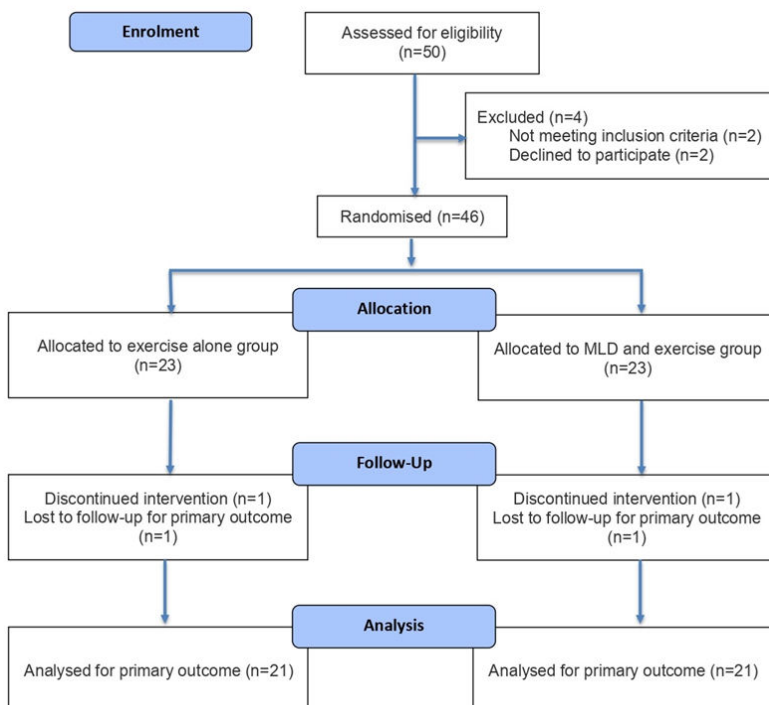 Enrolment
Assessed for eligibility
(n=50)
Excluded (n=4)
Not meeting inclusion criteria (n=2)
Declined to participate (n=2)
Randomised (n=46)
Allocation
Allocated to exercise alone group
(n=23)
Allocated to MLD and exercise group
(n=23)
Follow-Up
Discontinued intervention (n=1)
Lost to follow-up for primary outcome
(n=1)
Discontinued intervention (n=1)
Lost to follow-up for primary outcome
(n=1)
Analysis
Analysed for primary outcome (n=21)
Analysed for primary outcome (n=21)